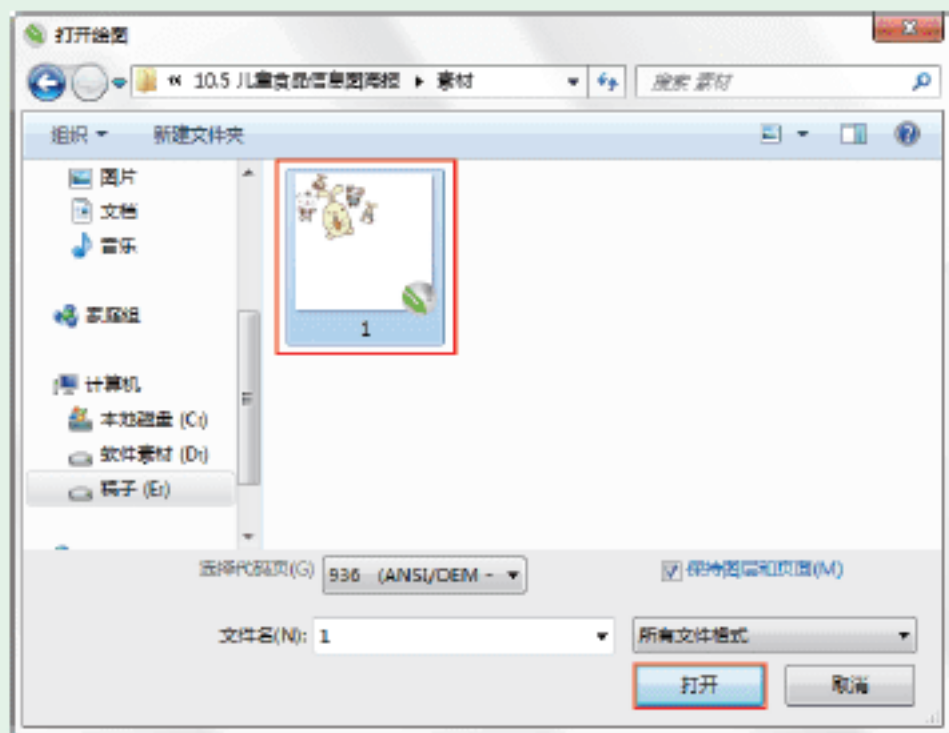 打开绘图
« 10.5 儿童食品信息图海报 ▸ 素材
搜索 素材
组织
新建文件夹
图片
文档
音乐
家庭组
计算机
本地磁盘 (C:)
软件素材 (D:)
稿子 (E:)
1
选择代码页(G)
936 (ANSI/OEM -
保持图层和页面(M)
文件名(N):
1
所有文件格式
打开
取消